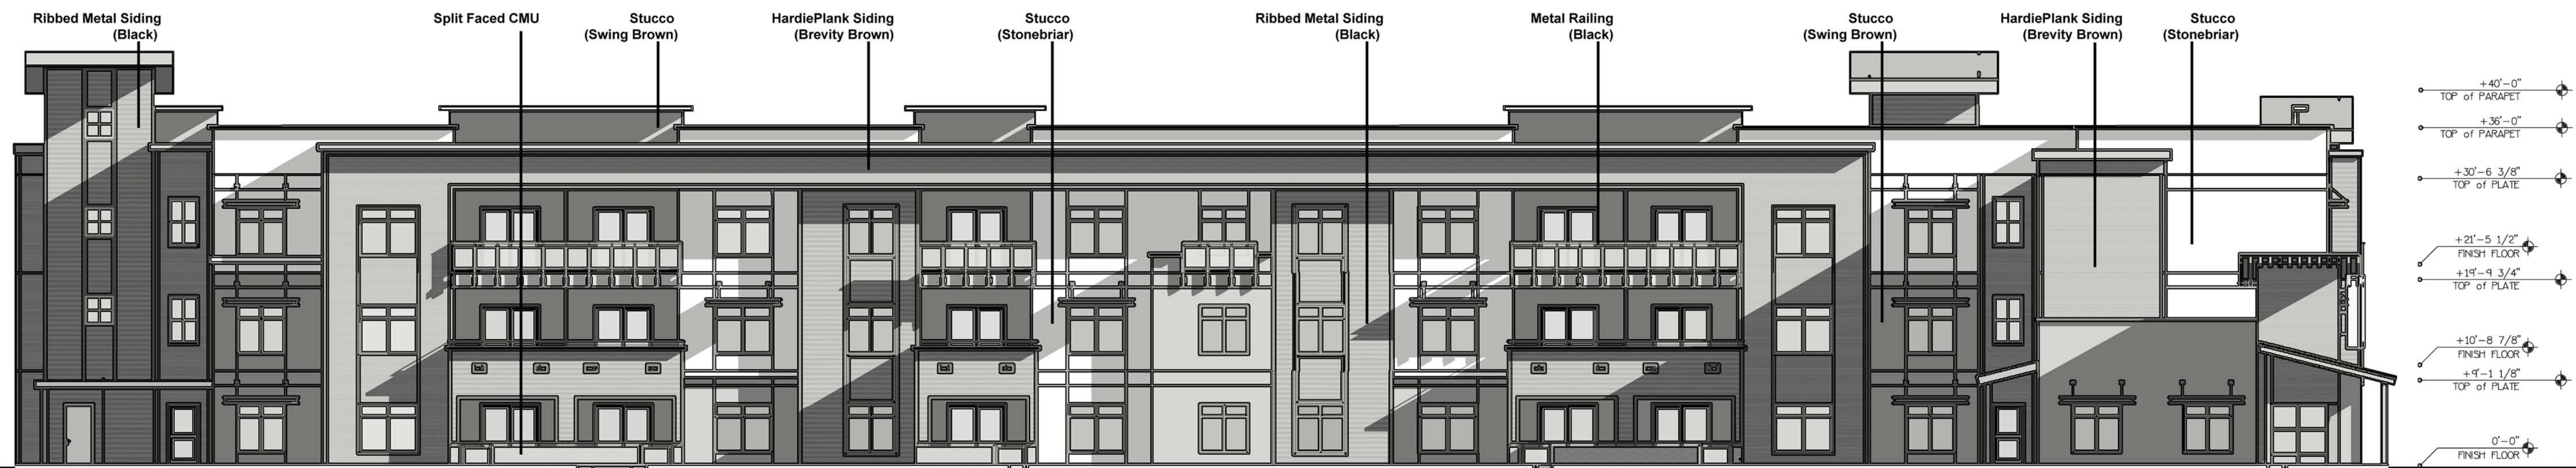 Ribbed Metal Siding
(Black)
Split Faced CMU
Stucco
(Swing Brown)
HardiePlank Siding
(Brevity Brown)
Stucco
(Stonebriar)
Ribbed Metal Siding
(Black)
Metal Railing
(Black)
Stucco
(Swing Brown)
HardiePlank Siding
(Brevity Brown)
Stucco
(Stonebriar)
+40'-0"
TOP of PARAPET
+36'-0"
TOP of PARAPET
+30'-6 3/8"
TOP of PLATE
+21'-5 1/2"
FINISH FLOOR
+19'-9 3/4"
TOP of PLATE
+10'-8 7/8"
FINISH FLOOR
+9'-1 1/8"
TOP of PLATE
0'-0"
FINISH FLOOR